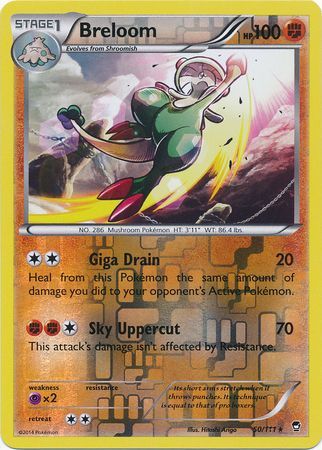 STAGE1
Breloom
HP100
Evolves from Shroomish
NO. 286 Mushroom Pokémon HT: 3'11" WT: 86.4 lbs.
Giga Drain 20
Heal from this Pokémon the same amount of
damage you did to your opponent's Active Pokémon.
Sky Uppercut 70
This attack's damage isn't affected by Resistance.
weakness
×2
resistance
retreat
Its short arms stretch when it
throws punches. Its technique
is equal to that of pro boxers.
Illus. Hitoshi Ariga
50/111
©2014 Pokémon